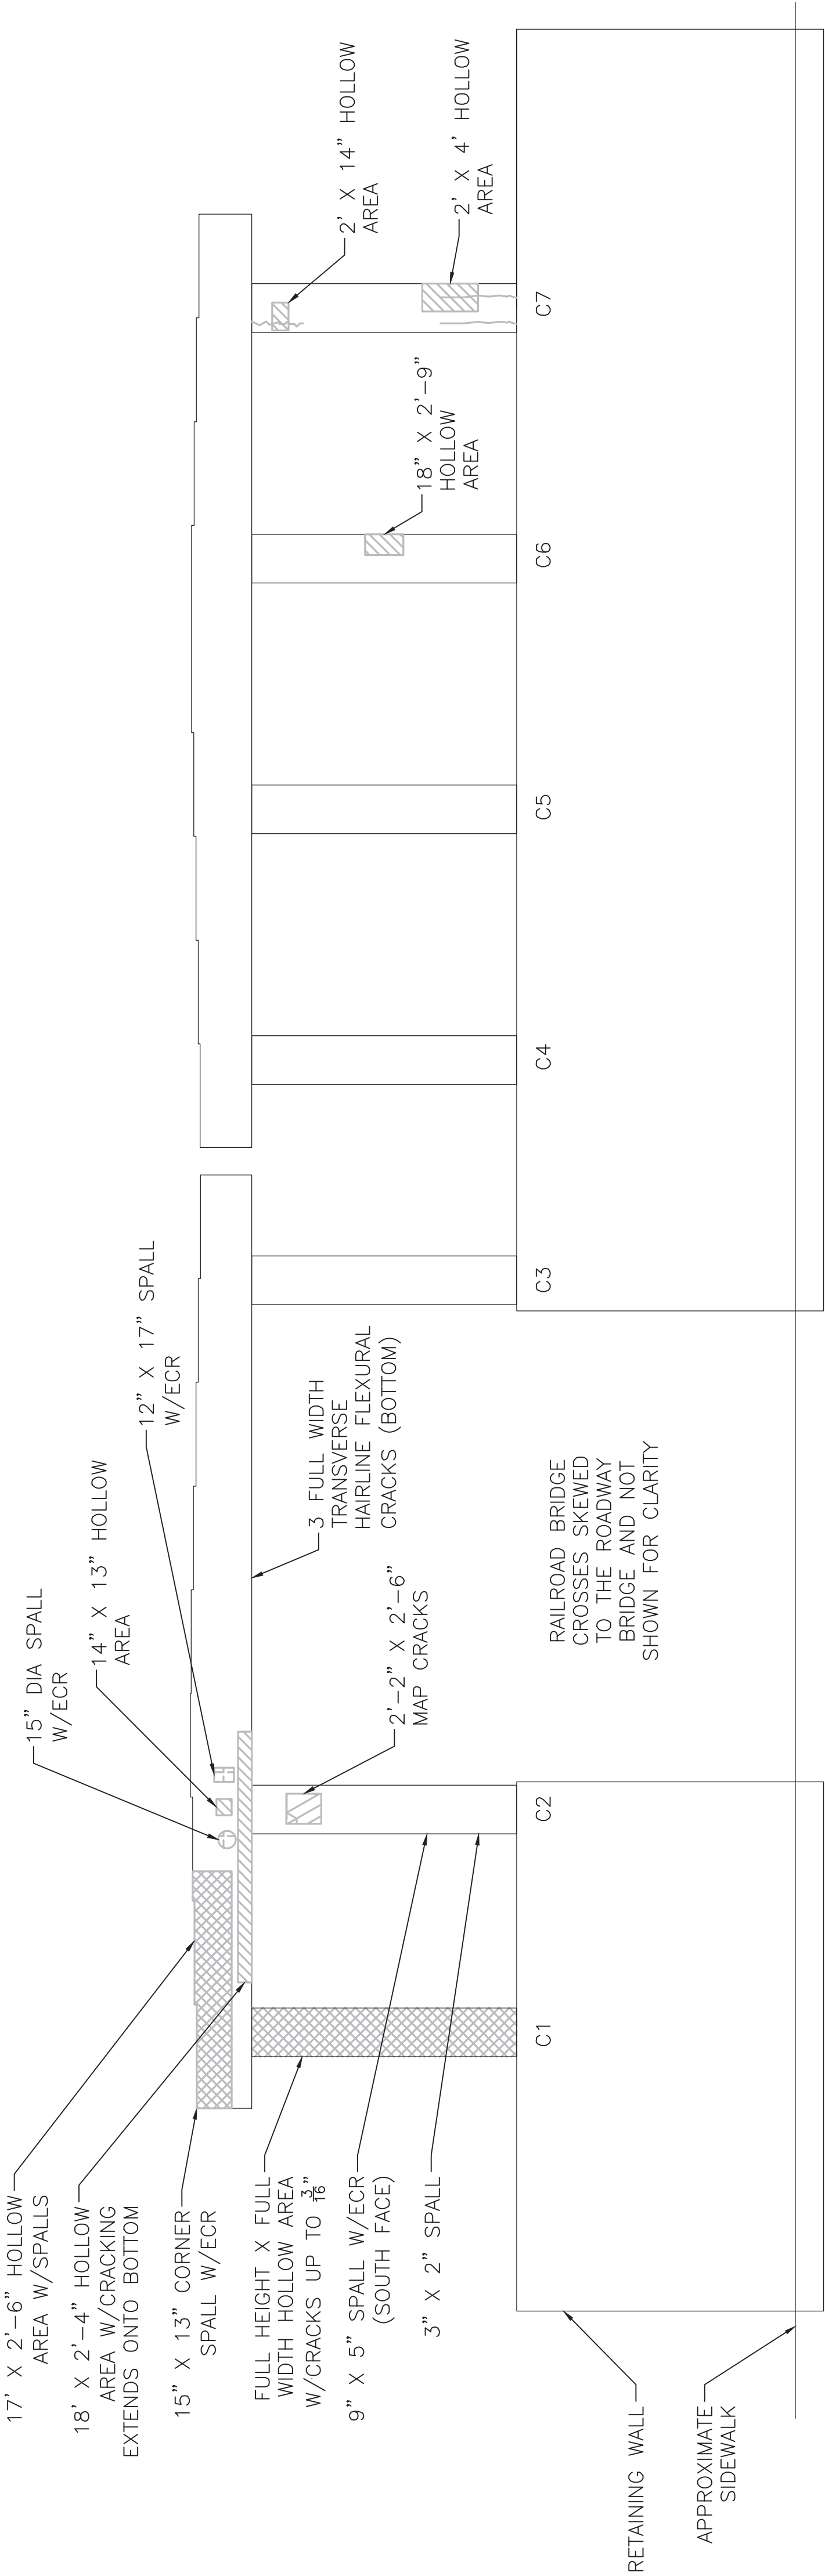 17' X 2'-6" HOLLOW
AREA W/SPALLS
18' X 2'-4" HOLLOW
AREA W/CRACKING
EXTENDS ONTO BOTTOM
15" X 13" CORNER
SPALL W/ECR
FULL HEIGHT X FULL
WIDTH HOLLOW AREA
W/CRACKS UP TO 3/16"
9" X 5" SPALL W/ECR
(SOUTH FACE)
3" X 2" SPALL
RETAINING WALL
APPROXIMATE
SIDEWALK
15" DIA SPALL
W/ECR
14" X 13" HOLLOW
AREA
12" X 17" SPALL
W/ECR
3 FULL WIDTH
TRANSVERSE
HAIRLINE FLEXURAL
CRACKS (BOTTOM)
2'-2" X 2'-6"
MAP CRACKS
RAILROAD BRIDGE
CROSSES SKEWED
TO THE ROADWAY
BRIDGE AND NOT
SHOWN FOR CLARITY
2' X 14" HOLLOW
AREA
2' X 4' HOLLOW
AREA
18" X 2'-9"
HOLLOW
AREA
C1
C2
C3
C4
C5
C6
C7